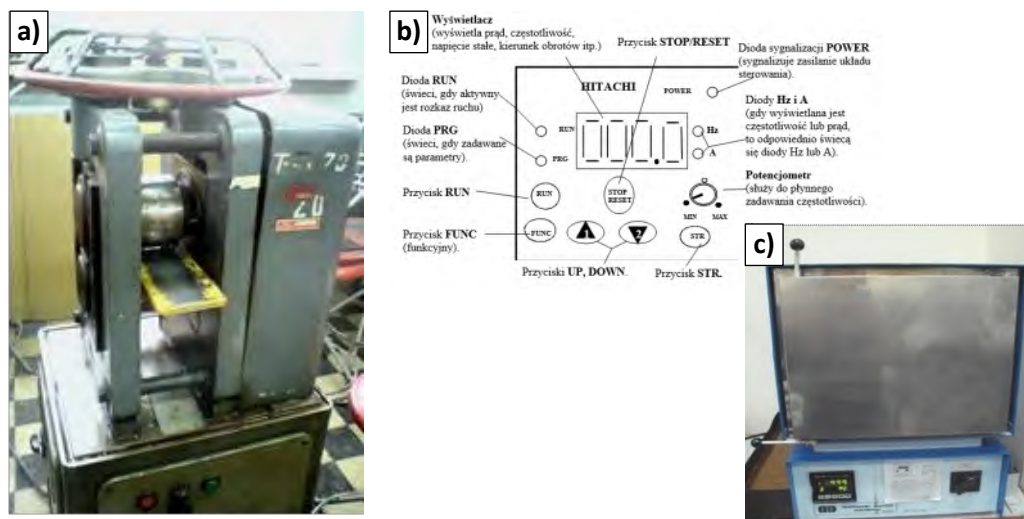 a)
b)
Wyświetlacz
(wyświetla prąd, częstotliwość,
napięcie stałe, kierunek obrotów itp.)
Przycisk STOP/RESET
Dioda sygnalizacji POWER
(sygnalizuje zasilanie układu
sterowania).
Dioda RUN
(świeci, gdy aktywny
jest rozkaz ruchu)
HITACHI
POWER
Diody Hz i A
(gdy wyświetlana jest
częstotliwość lub prąd,
to odpowiednio świecą
się diody Hz lub A).
RUN
Hz
Dioda PRG
(świeci, gdy zadawane
są parametry).
PRG
A
Potencjometr
(służy do płynnego
zadawania częstotliwości).
Przycisk RUN
RUN
STOP
RESET
MIN
MAX
Przycisk FUNC
(funkcyjny).
FUNC
1
2
STR
Przyciski UP, DOWN.
Przycisk STR.
c)
20